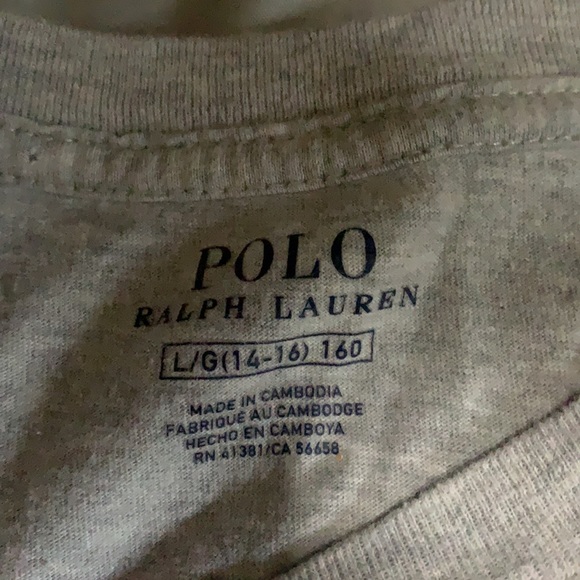 POLO
RALPH LAUREN
L/G(14-16) 160
MADE IN CAMBODIA
FABRIQUE AU CAMBODGE
HECHO EN CAMBOYA
RN 41381/CA 56658